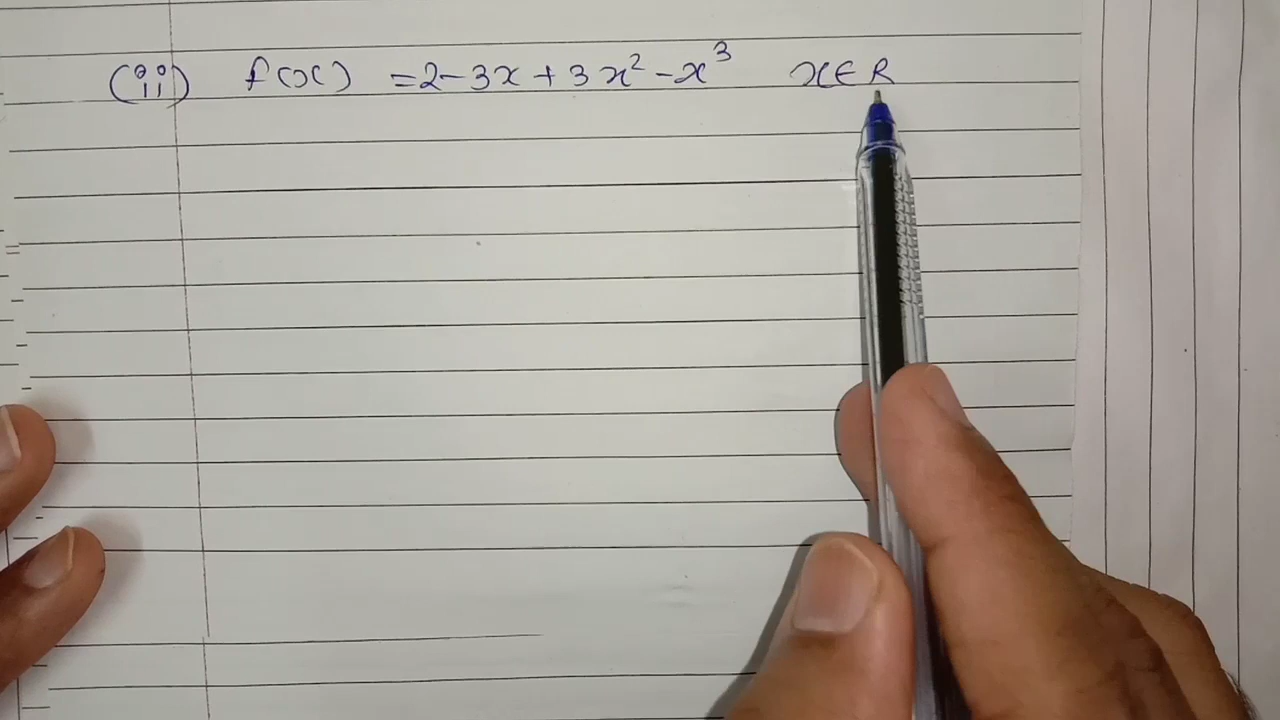 (ii) f(x) = 2 - 3x + 3x² - x³ x ∈ R